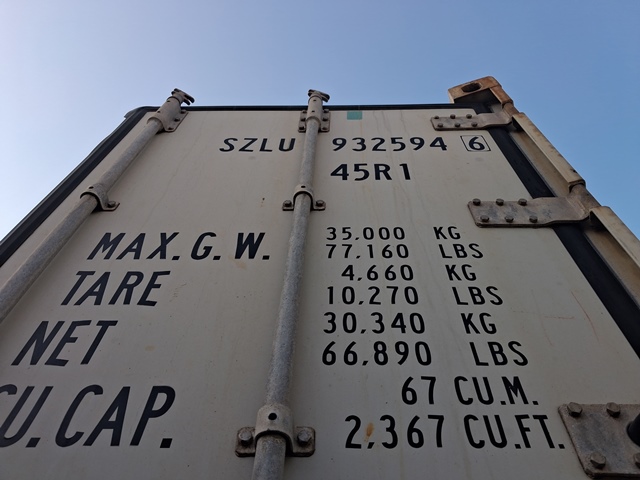 SZLU 932594 6
45R1
MAX.G.W. 35.000 KG
77.160 LBS
TARE 4.660 KG
10.270 LBS
NET 30.340 KG
66.890 LBS
CU.CAP. 67 CU.M.
2,367 CU.FT.